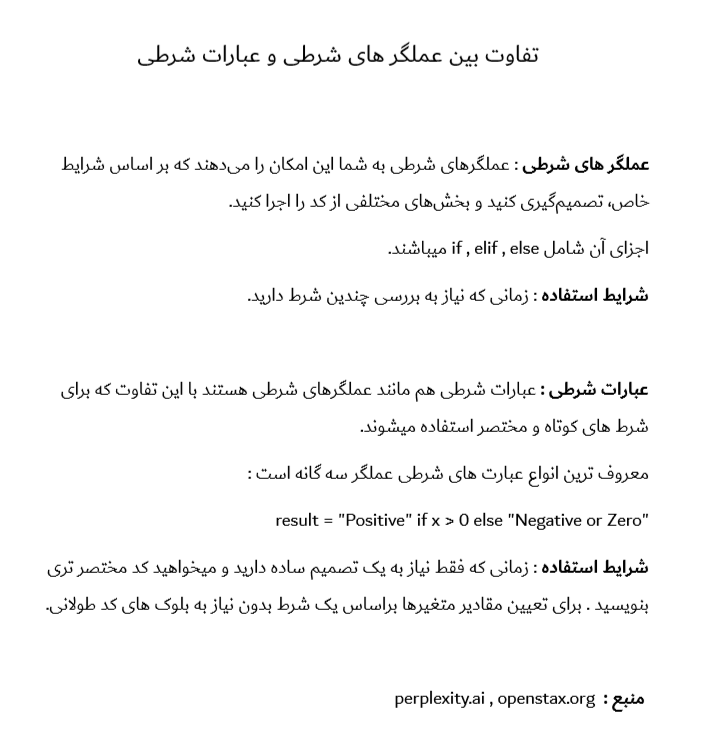 تفاوت بین عملگر های شرطی و عبارات شرطی
عملگر های شرطی : عملگرهای شرطی به شما این امکان را می‌دهند که بر اساس شرایط
خاص، تصمیم‌گیری کنید و بخش‌های مختلفی از کد را اجرا کنید.
اجزای آن شامل if , elif , else میباشند.
شرایط استفاده : زمانی که نیاز به بررسی چندین شرط دارید.
عبارات شرطی : عبارات شرطی هم مانند عملگرهای شرطی هستند با این تفاوت که برای
شرط های کوتاه و مختصر استفاده میشوند.
معروف ترین انواع عبارت های شرطی عملگر سه گانه است :
result = "Positive" if x > 0 else "Negative or Zero"
شرایط استفاده : زمانی که فقط نیاز به یک تصمیم ساده دارید و میخواهید کد مختصر تری
بنویسید . برای تعیین مقادیر متغیرها براساس یک شرط بدون نیاز به بلوک های کد طولانی.
منبع : perplexity.ai , openstax.org